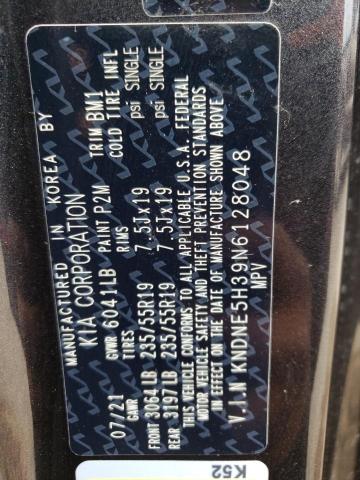 MANUFACTURED IN KOREA BY
KIA CORPORATION
07/21 GVWR 6041LB PAINT P2M TRIM BM1
GAWR TIRES RIMS COLD TIRE INFL
FRONT 3064LB 235/55R19 7.5Jx19 psi SINGLE
REAR 3197LB 235/55R19 7.5Jx19 psi SINGLE
THIS VEHICLE CONFORMS TO ALL APPLICABLE U.S.A. FEDERAL
MOTOR VEHICLE SAFETY AND THEFT PREVENTION STANDARDS
IN EFFECT ON THE DATE OF MANUFACTURE SHOWN ABOVE
V.I.N KNDNE5H39N6128048
MPV
K52